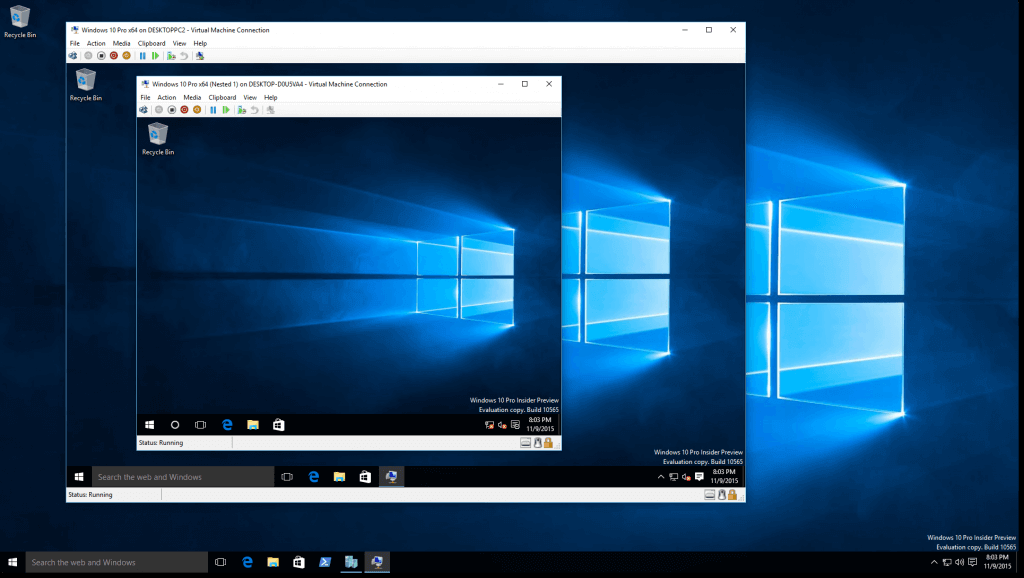 Recycle Bin
Windows 10 Pro x64 on DESKTOPPC2 - Virtual Machine Connection
File Action Media Clipboard View Help
Recycle Bin
Windows 10 Pro x64 (Nested 1) on DESKTOP-D0U5VA4 - Virtual Machine Connection
File Action Media Clipboard View Help
Recycle Bin
Windows 10 Pro Insider Preview
Evaluation copy. Build 10565
8:03 PM
11/9/2015
Status: Running
Windows 10 Pro Insider Preview
Evaluation copy. Build 10565
Search the web and Windows
8:03 PM
11/9/2015
Status: Running
Windows 10 Pro Insider Preview
Evaluation copy. Build 10565
Search the web and Windows
8:03 PM
11/9/2015